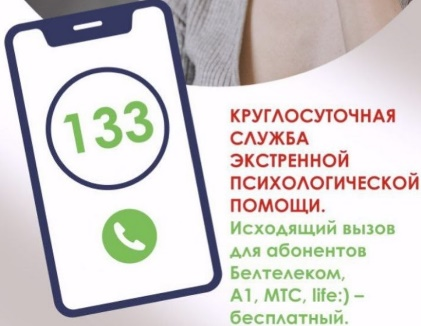 133
КРУГЛОСУТОЧНАЯ
СЛУЖБА
ЭКСТРЕННОЙ
ПСИХОЛОГИЧЕСКОЙ
ПОМОЩИ.
Исходящий вызов
для абонентов
Белтелеком,
А1, МТС, life:) –
бесплатный.